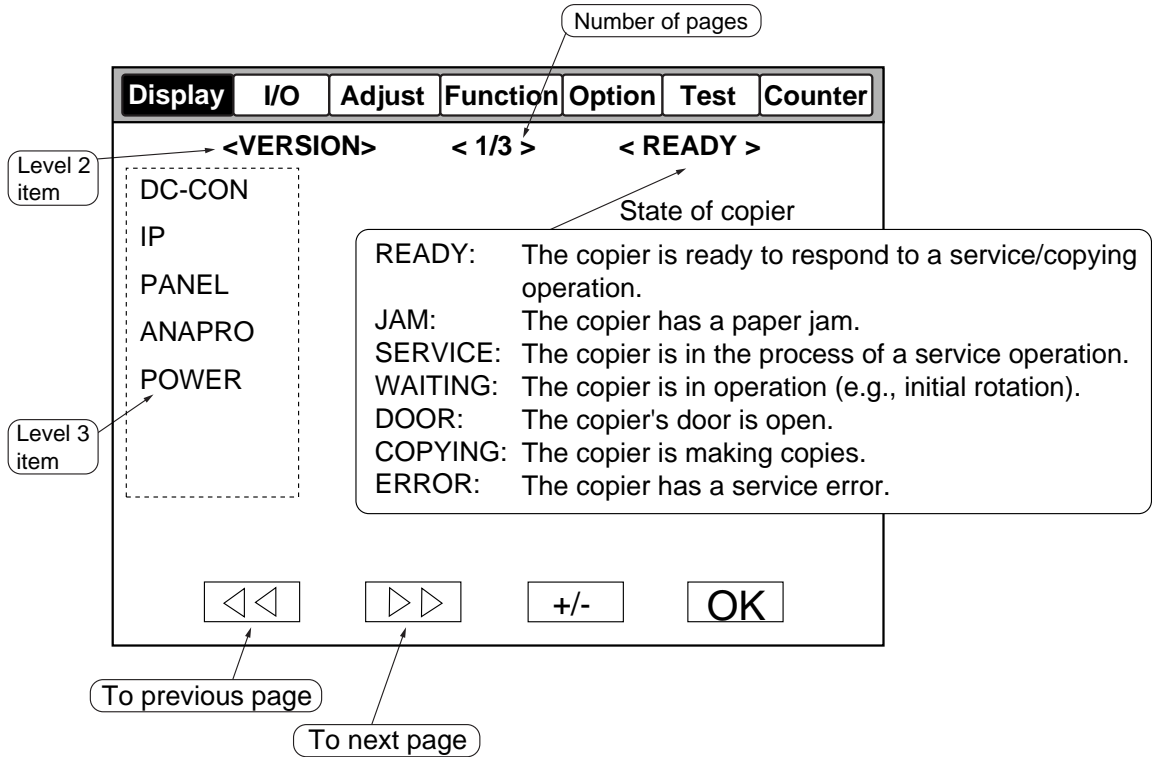 Number of pages
Display I/O Adjust Function Option Test Counter
<VERSION> < 1/3 > < READY >
Level 2
item
DC-CON
IP
PANEL
ANAPRO
POWER
Level 3
item
State of copier
READY: The copier is ready to respond to a service/copying
operation.
JAM: The copier has a paper jam.
SERVICE: The copier is in the process of a service operation.
WAITING: The copier is in operation (e.g., initial rotation).
DOOR: The copier's door is open.
COPYING: The copier is making copies.
ERROR: The copier has a service error.
+/- OK
To previous page
To next page